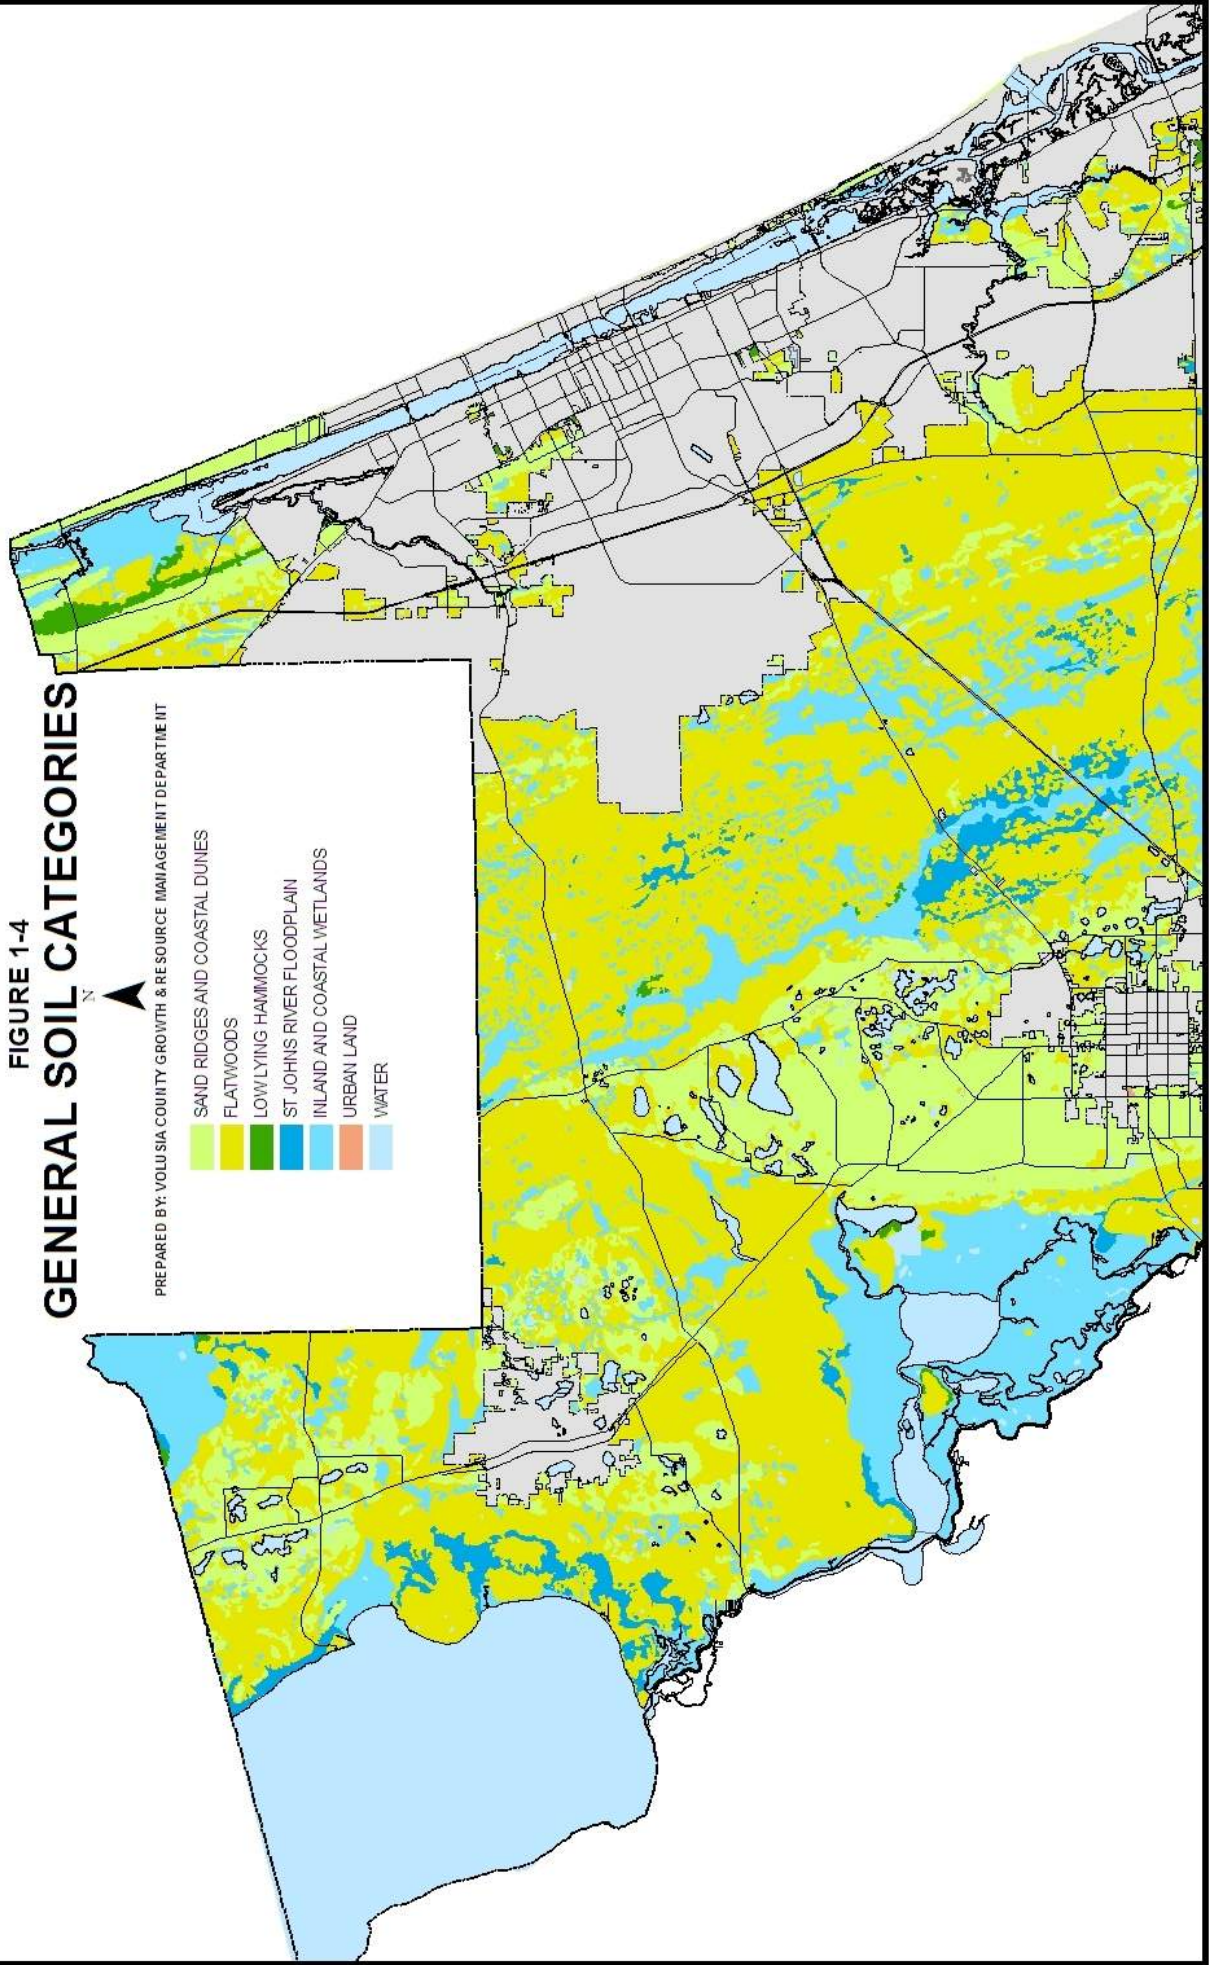 FIGURE 1-4
GENERAL SOIL CATEGORIES
N
PREPARED BY: VOLUSIA COUNTY GROWTH & RESOURCE MANAGEMENT DEPARTMENT
SAND RIDGES AND COASTAL DUNES
FLATWOODS
LOW LYING HAMMOCKS
ST JOHNS RIVER FLOODPLAIN
INLAND AND COASTAL WETLANDS
URBAN LAND
WATER